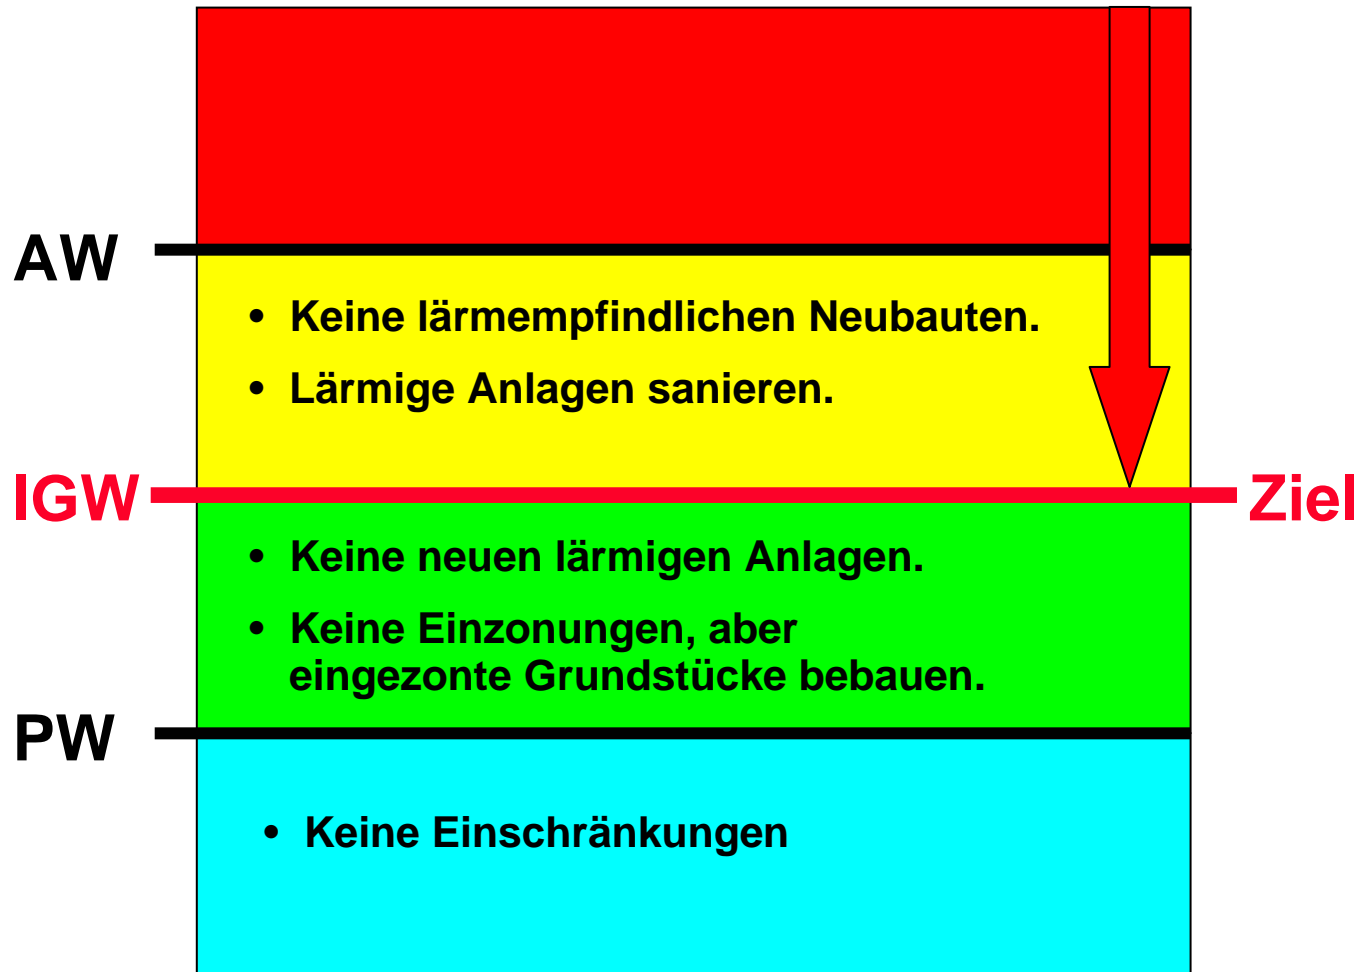 AW
• Keine lärmempfindlichen Neubauten.
• Lärmige Anlagen sanieren.
IGW
Ziel
• Keine neuen lärmigen Anlagen.
• Keine Einzonungen, aber
eingezonte Grundstücke bebauen.
PW
• Keine Einschränkungen